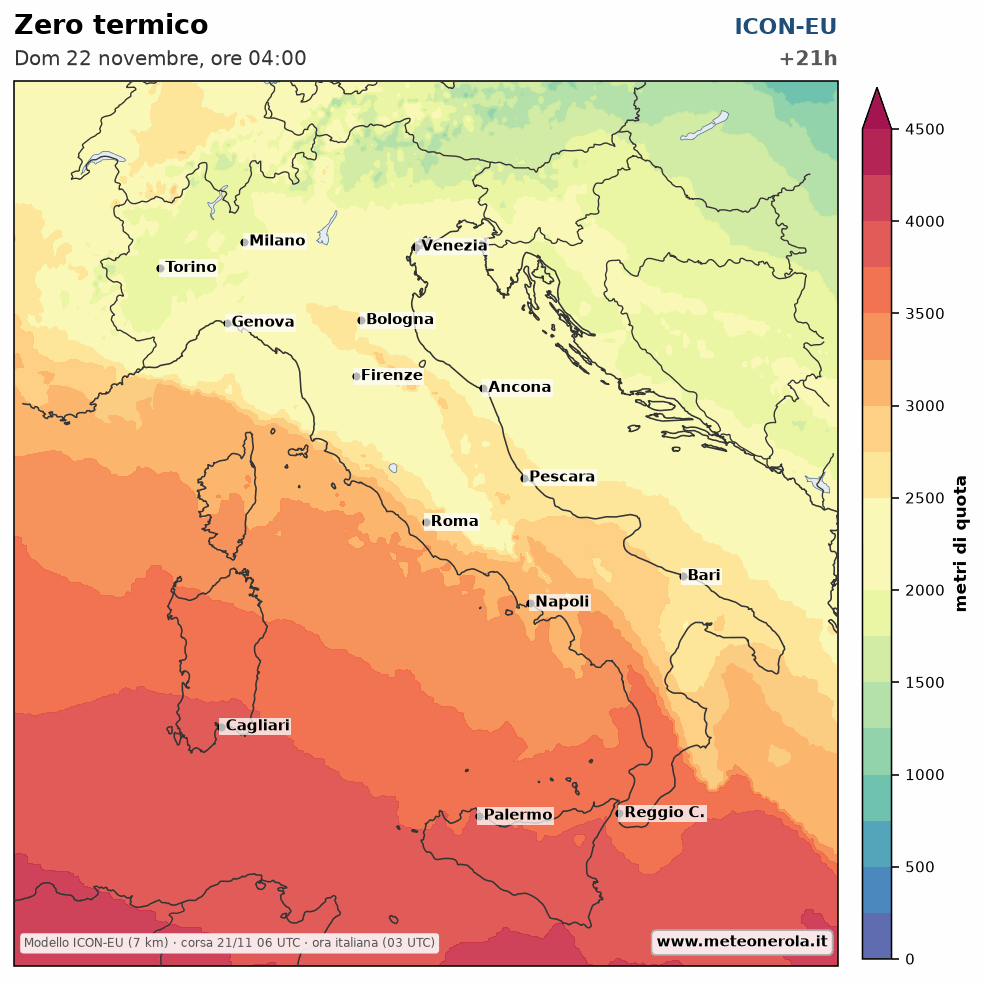 Zero termico
ICON-EU
Dom 22 novembre, ore 04:00
+21h
4500
4000
3500
3000
2500
2000
1500
1000
500
0
metri di quota
Milano
Venezia
Torino
Genova
Bologna
Firenze
Ancona
Pescara
Roma
Bari
Napoli
Cagliari
Palermo
Reggio C.
Modello ICON-EU (7 km) · corsa 21/11 06 UTC · ora italiana (03 UTC)
www.meteonerola.it